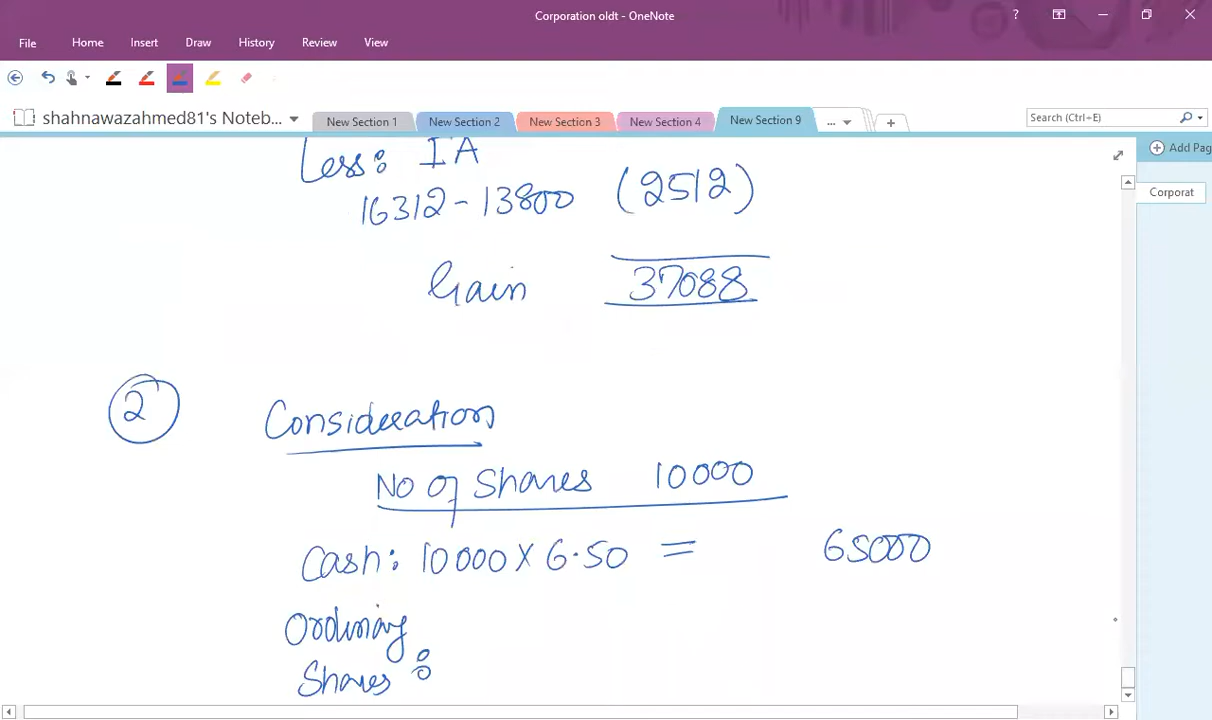 Corporation oldt - OneNote
?
File Home Insert Draw History Review View
shahnawazahmed81's Noteb...
New Section 1 New Section 2 New Section 3 New Section 4 New Section 9 ... +
Search (Ctrl+E)
Add Pag
Corporat
Less: IA
16312 - 13800 (2512)
Gain 37088
2 Consideration
No of Shares 10000
Cash: 10000 X 6.50 = 65000
Ordinay
Shares :